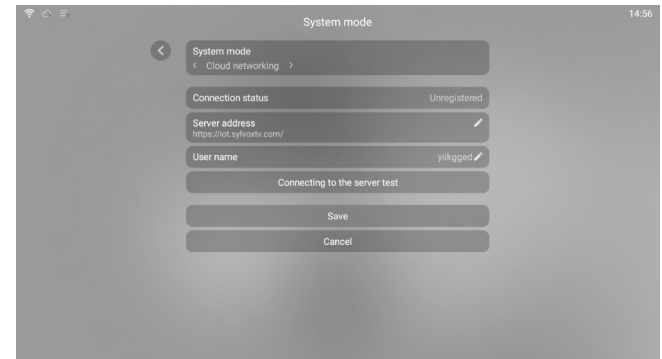 14:56
System mode
System mode
‹ Cloud networking ›
Connection status Unregistered
Server address
https://iot.sylvoxtv.com/
User name yiikgged
Connecting to the server test
Save
Cancel